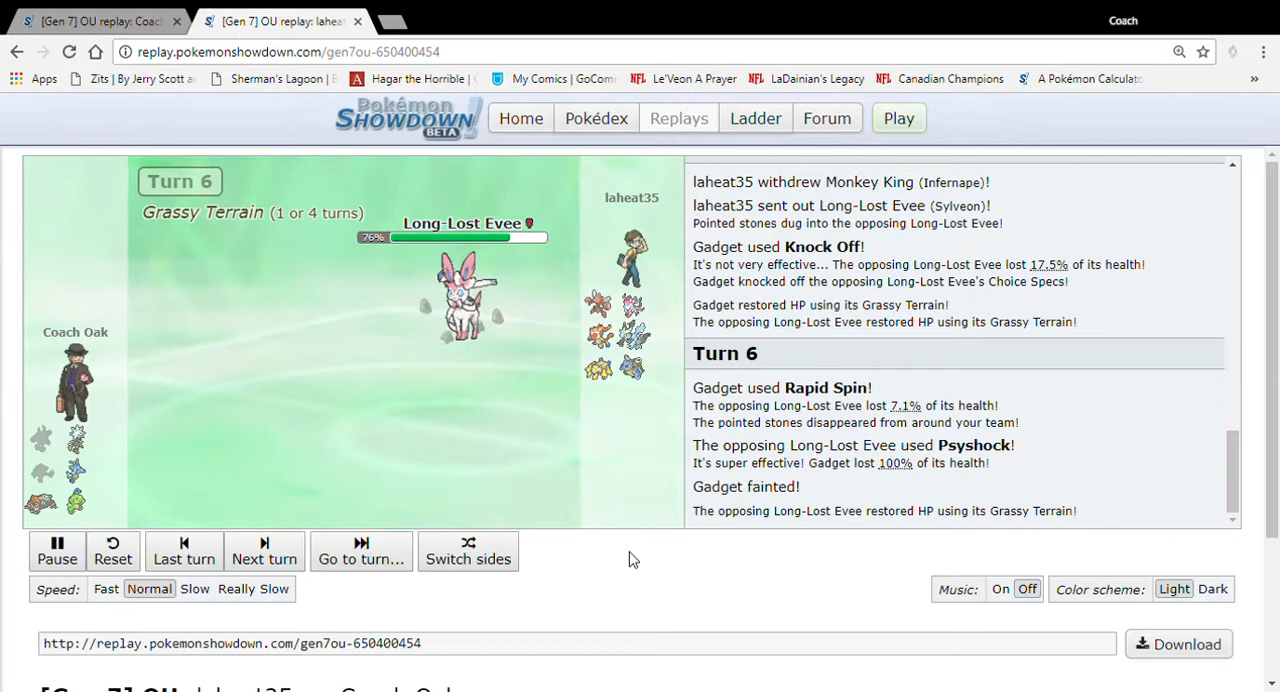 [Gen 7] OU replay: Coac
[Gen 7] OU replay: laheat
Coach
replay.pokemonshowdown.com/gen7ou-650400454
Apps
Zits | By Jerry Scott ar
Sherman's Lagoon | B
Hagar the Horrible | C
My Comics | GoComi
Le'Veon A Prayer
LaDainian's Legacy
Canadian Champions
A Pokémon Calculato
»
Pokémon
SHOWDOWN!
BETA
Home
Pokédex
Replays
Ladder
Forum
Play
Turn 6
Grassy Terrain (1 or 4 turns)
Long-Lost Evee
76%
laheat35
Coach Oak
laheat35 withdrew Monkey King (Infernape)!
laheat35 sent out Long-Lost Evee (Sylveon)!
Pointed stones dug into the opposing Long-Lost Evee!
Gadget used Knock Off!
It's not very effective... The opposing Long-Lost Evee lost 17.5% of its health!
Gadget knocked off the opposing Long-Lost Evee's Choice Specs!
Gadget restored HP using its Grassy Terrain!
The opposing Long-Lost Evee restored HP using its Grassy Terrain!
Turn 6
Gadget used Rapid Spin!
The opposing Long-Lost Evee lost 7.1% of its health!
The pointed stones disappeared from around your team!
The opposing Long-Lost Evee used Psyshock!
It's super effective! Gadget lost 100% of its health!
Gadget fainted!
The opposing Long-Lost Evee restored HP using its Grassy Terrain!
Pause
Reset
Last turn
Next turn
Go to turn...
Switch sides
Speed: Fast Normal Slow Really Slow
Music: On Off
Color scheme: Light Dark
http://replay.pokemonshowdown.com/gen7ou-650400454
Download
[Gen 7] OU: laheat35 vs. Coach Oak